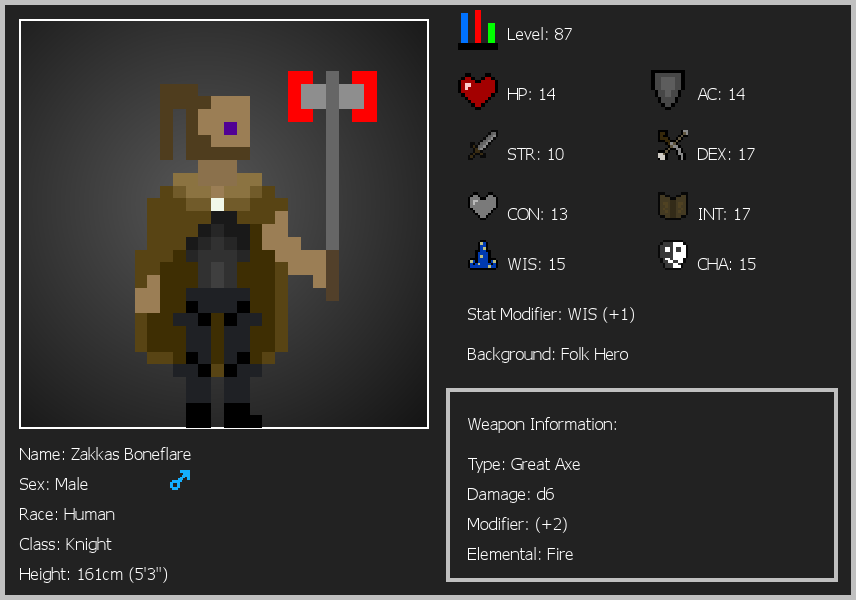 Level: 87
HP: 14
AC: 14
STR: 10
DEX: 17
CON: 13
INT: 17
WIS: 15
CHA: 15
Stat Modifier: WIS (+1)
Background: Folk Hero
Weapon Information:
Type: Great Axe
Damage: d6
Modifier: (+2)
Elemental: Fire
Name: Zakkas Boneflare
Sex: Male
Race: Human
Class: Knight
Height: 161cm (5'3")